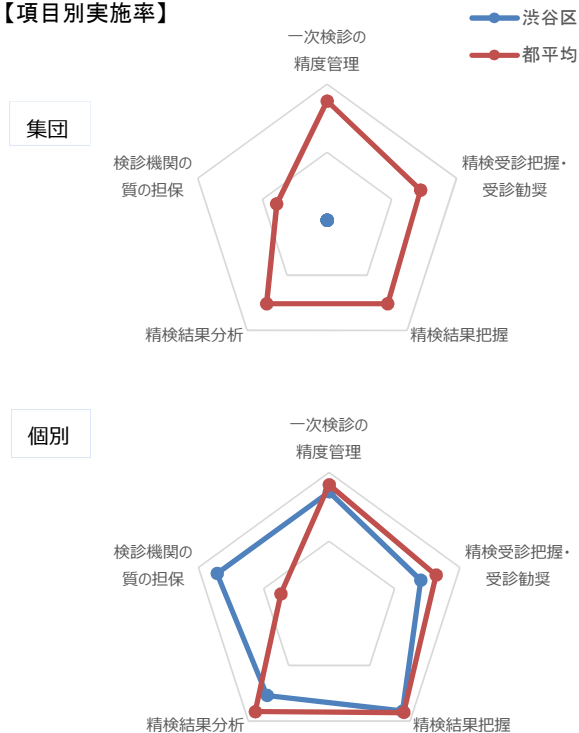 【項目別実施率】
渋谷区
都平均
集団
一次検診の
精度管理
精検受診把握・
受診勧奨
精検結果把握
精検結果分析
検診機関の
質の担保
個別
一次検診の
精度管理
精検受診把握・
受診勧奨
精検結果把握
精検結果分析
検診機関の
質の担保